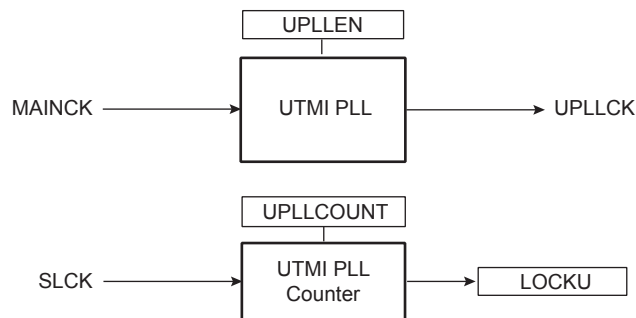 UPLLEN
MAINCK
UTMI PLL
UPLLCK
UPLLCOUNT
SLCK
UTMI PLL
Counter
LOCKU